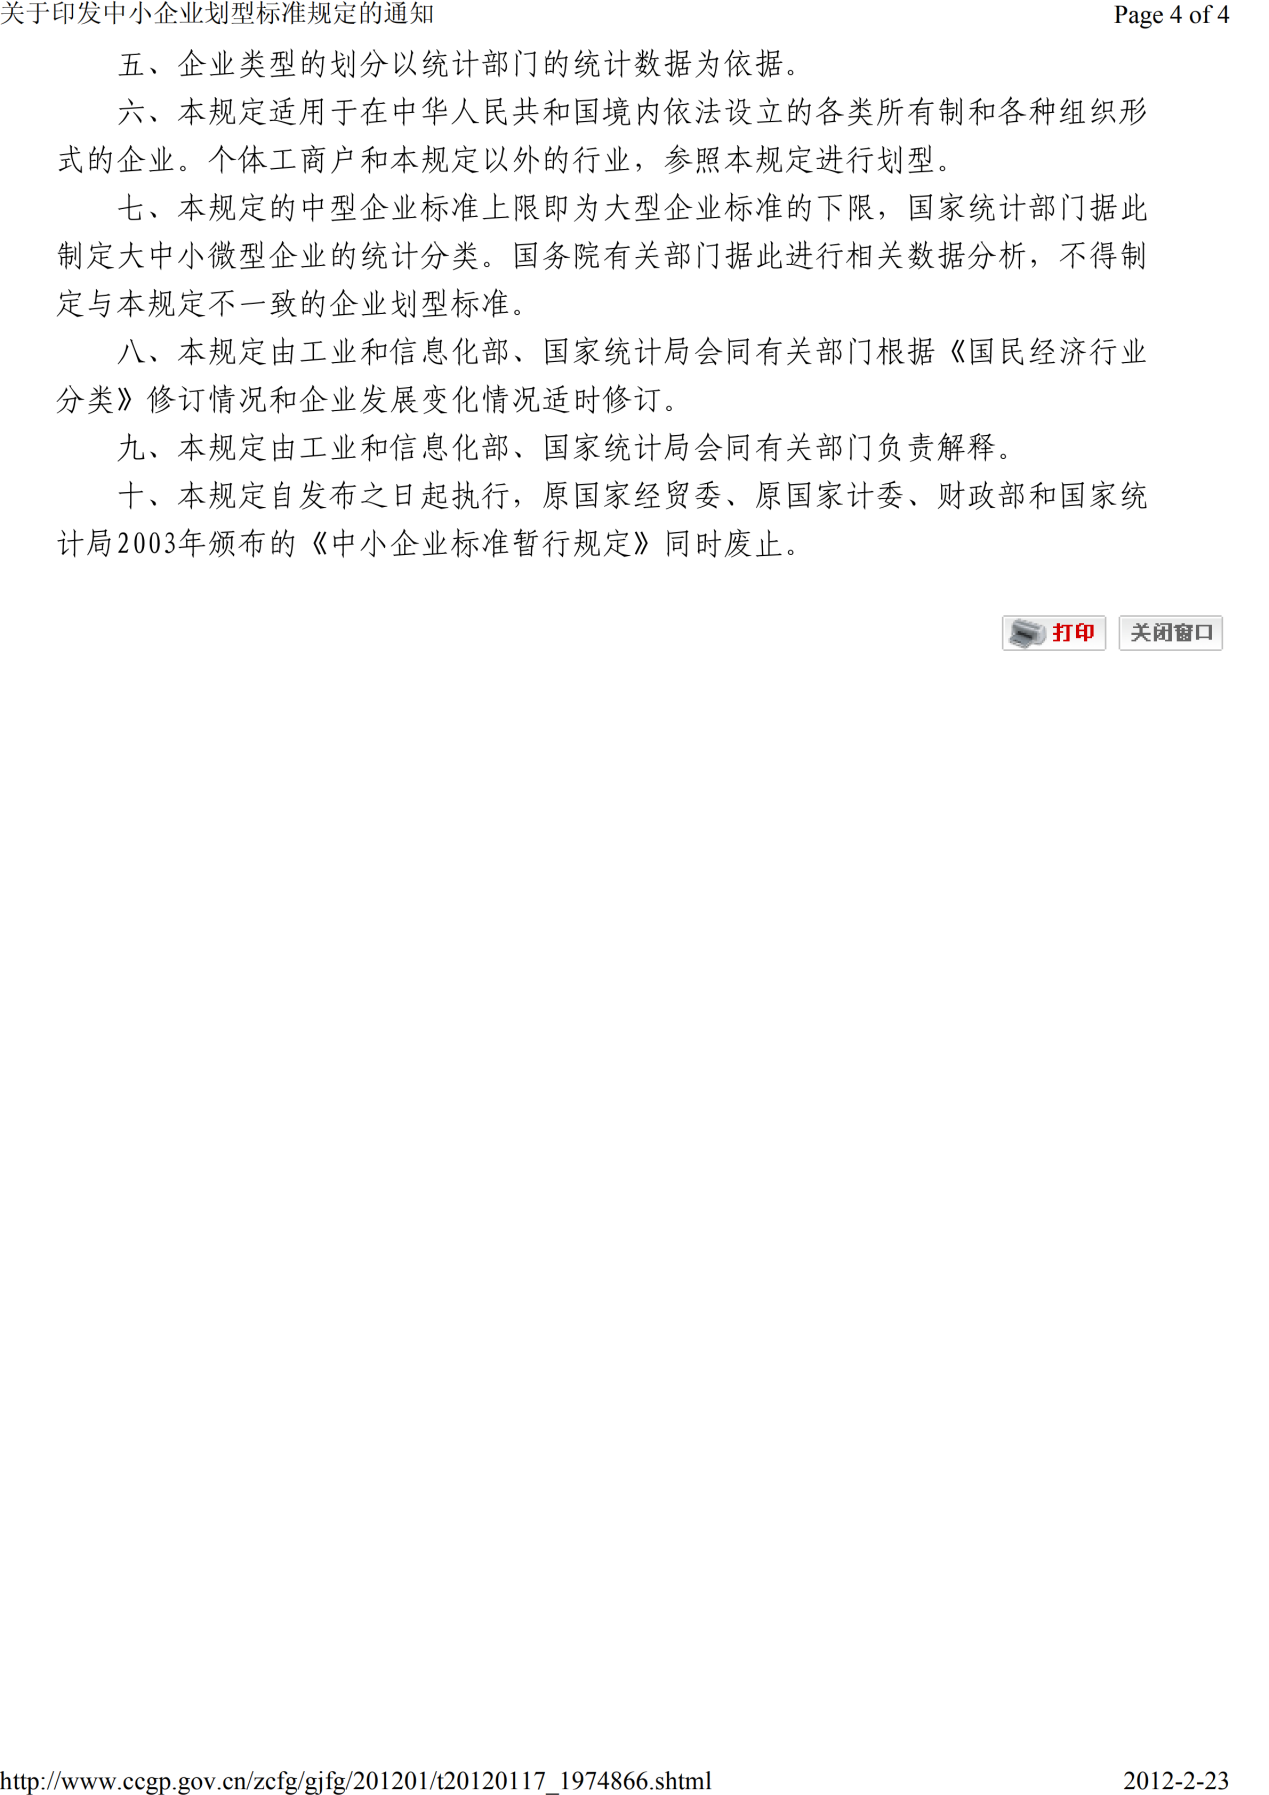 关于印发中小企业划型标准规定的通知
Page 4 of 4
五、企业类型的划分以统计部门的统计数据为依据。
六、本规定适用于在中华人民共和国境内依法设立的各类所有制和各种组织形
式的企业。个体工商户和本规定以外的行业，参照本规定进行划型。
七、本规定的中型企业标准上限即为大型企业标准的下限，国家统计部门据此
制定大中小微型企业的统计分类。国务院有关部门据此进行相关数据分析，不得制
定与本规定不一致的企业划型标准。
八、本规定由工业和信息化部、国家统计局会同有关部门根据《国民经济行业
分类》修订情况和企业发展变化情况适时修订。
九、本规定由工业和信息化部、国家统计局会同有关部门负责解释。
十、本规定自发布之日起执行，原国家经贸委、原国家计委、财政部和国家统
计局2003年颁布的《中小企业标准暂行规定》同时废止。
打印
关闭窗口
http://www.ccgp.gov.cn/zcfg/gjfg/201201/t20120117_1974866.shtml
2012-2-23